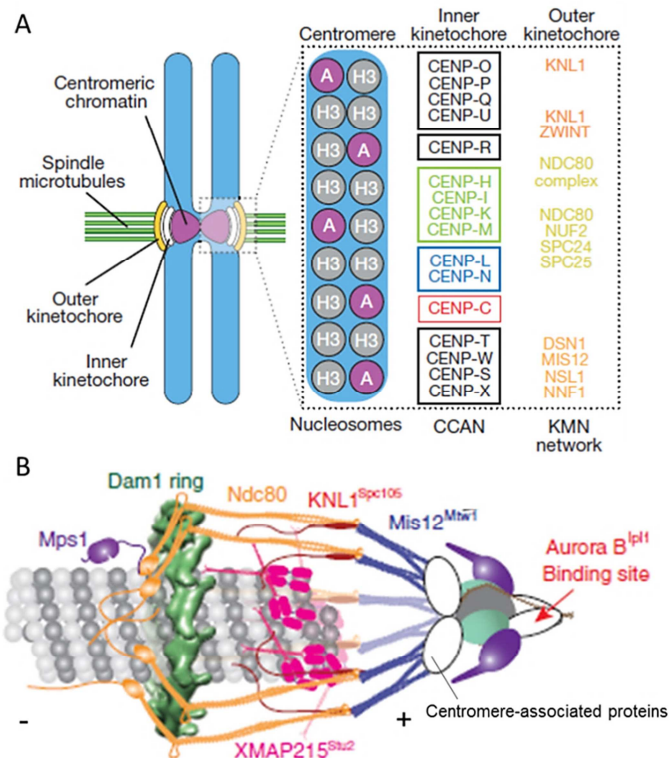 A
Centromere
Inner
kinetochore
Outer
kinetochore
Centromeric
chromatin
Spindle
microtubules
Outer
kinetochore
Inner
kinetochore
A H3
H3 H3
H3 A
H3 H3
A H3
H3 H3
H3 A
H3 H3
H3 A
Nucleosomes
CENP-O
CENP-P
CENP-Q
CENP-U
CENP-R
CENP-H
CENP-I
CENP-K
CENP-M
CENP-L
CENP-N
CENP-C
CENP-T
CENP-W
CENP-S
CENP-X
CCAN
KNL1
KNL1
ZWINT
NDC80
complex
NDC80
NUF2
SPC24
SPC25
DSN1
MIS12
NSL1
NNF1
KMN
network
B
Dam1 ring
Ndc80
KNL1Spc105
Mis12Mtw1
Mps1
Aurora BIpl1
Binding site
-
+
Centromere-associated proteins
XMAP215Stu2